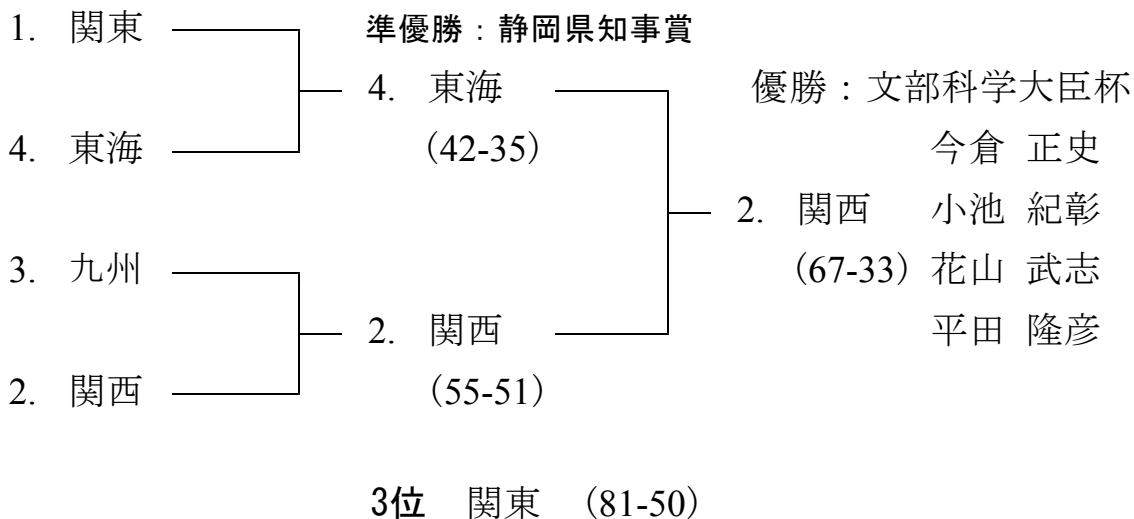 1. 関東
準優勝：静岡県知事賞
4. 東海
優勝：文部科学大臣杯
4. 東海
(42-35)
今倉 正史
2. 関西
小池 紀彰
3. 九州
(67-33)
花山 武志
2. 関西
平田 隆彦
2. 関西
(55-51)
3位 関東 (81-50)